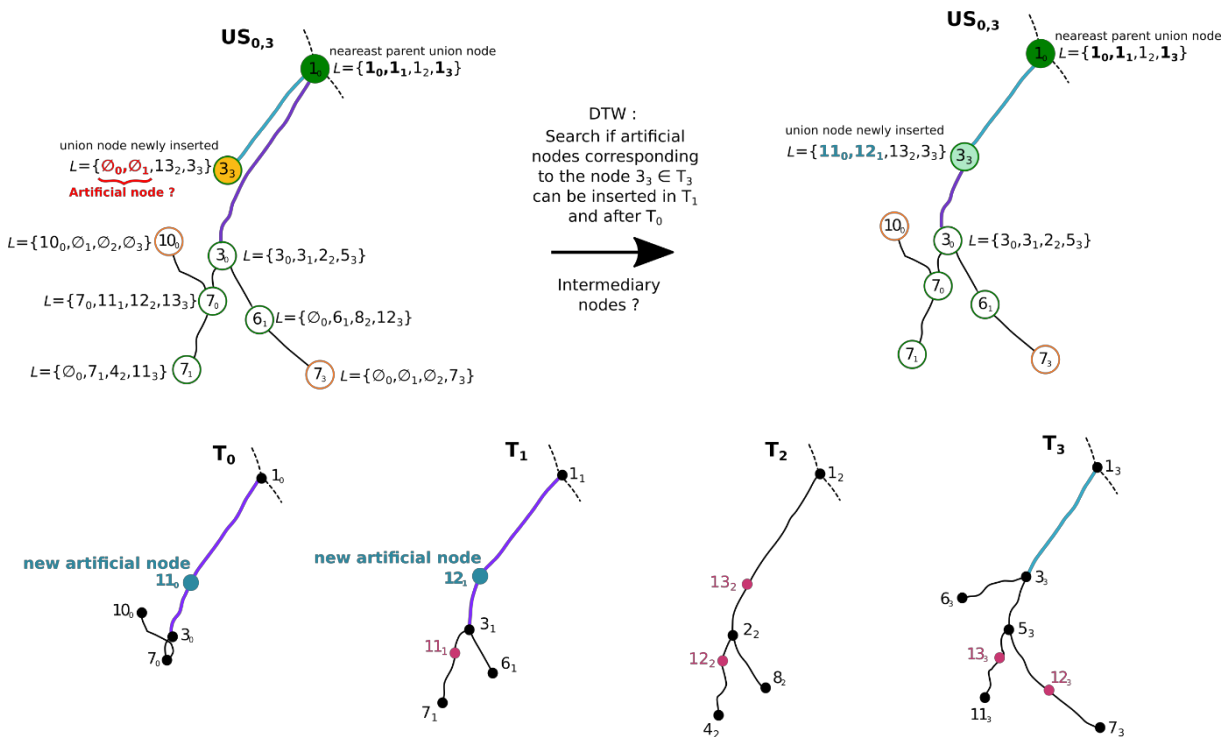 US₀,₃
neareast parent union node
1₀
L={1₀,1₁,1₂,1₃}
union node newly inserted
L={∅₀,∅₁,13₂,3₃}
3₃
Artificial node ?
L={10₀,∅₁,∅₂,∅₃}
10₀
3₀
L={3₀,3₁,2₂,5₃}
L={7₀,11₁,12₂,13₃}
7₀
6₁
L={∅₀,6₁,8₂,12₃}
L={∅₀,7₁,4₂,11₃}
7₁
7₃
L={∅₀,∅₁,∅₂,7₃}
DTW :
Search if artificial
nodes corresponding
to the node 3₃ ∈ T₃
can be inserted in T₁
and after T₀
Intermediary
nodes ?
US₀,₃
neareast parent union node
1₀
L={1₀,1₁,1₂,1₃}
union node newly inserted
L={11₀,12₁,13₂,3₃}
3₃
10₀
3₀
L={3₀,3₁,2₂,5₃}
7₀
6₁
7₁
7₃
T₀
1₀
new artificial node
11₀
10₀
3₀
7₀
T₁
1₁
new artificial node
12₁
3₁
11₁
6₁
7₁
T₂
1₂
13₂
2₂
12₂
8₂
4₂
T₃
1₃
3₃
6₃
5₃
13₃
12₃
11₃
7₃